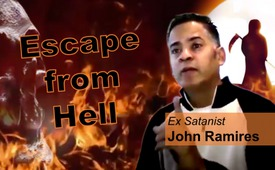 Escape
from
Hell
Ex Satanist
John Ramires